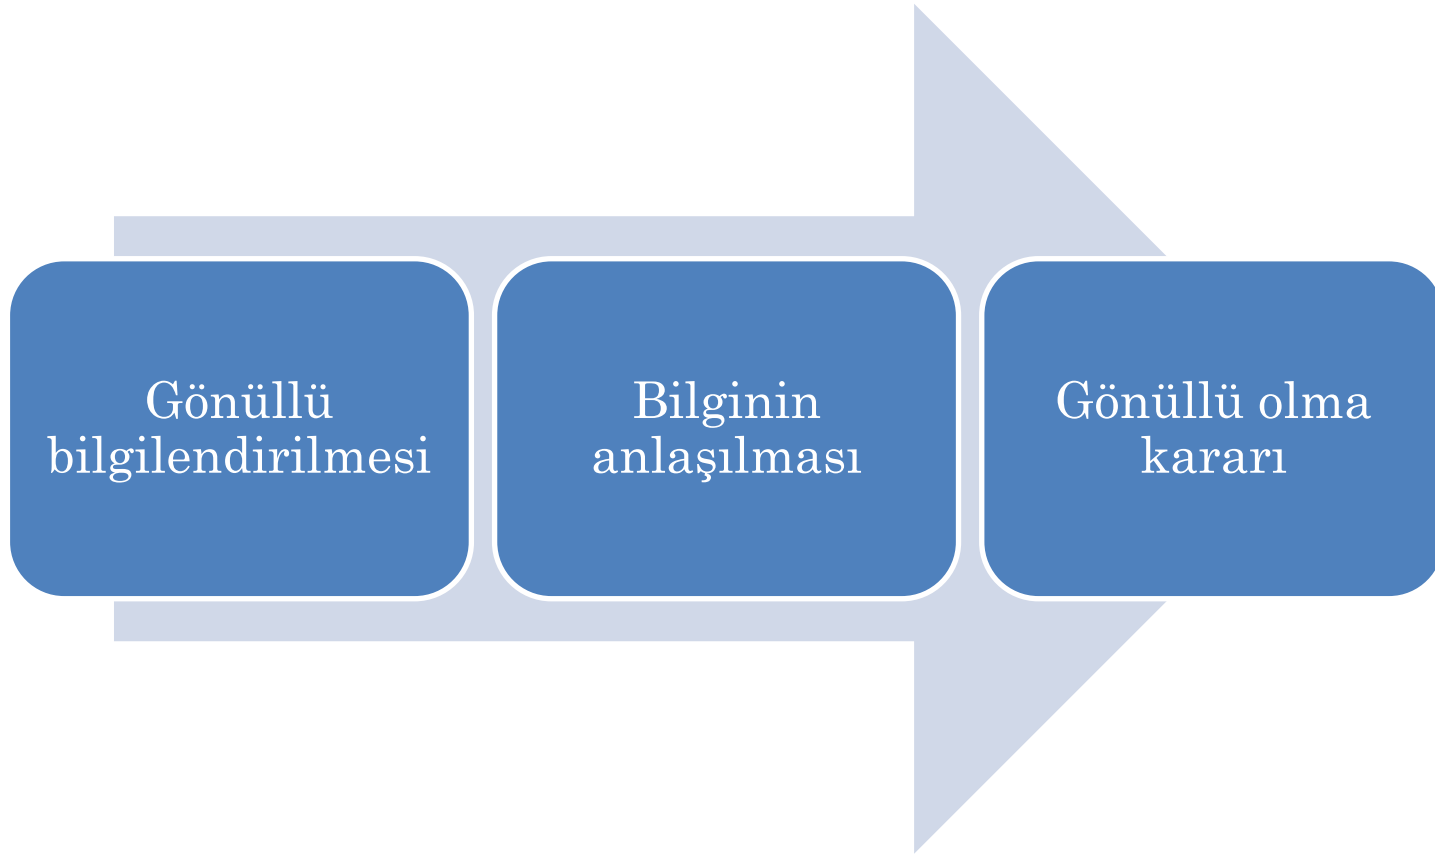 Gönüllü
bilgilendirilmesi
Bilginin
anlaşılması
Gönüllü olma
kararı